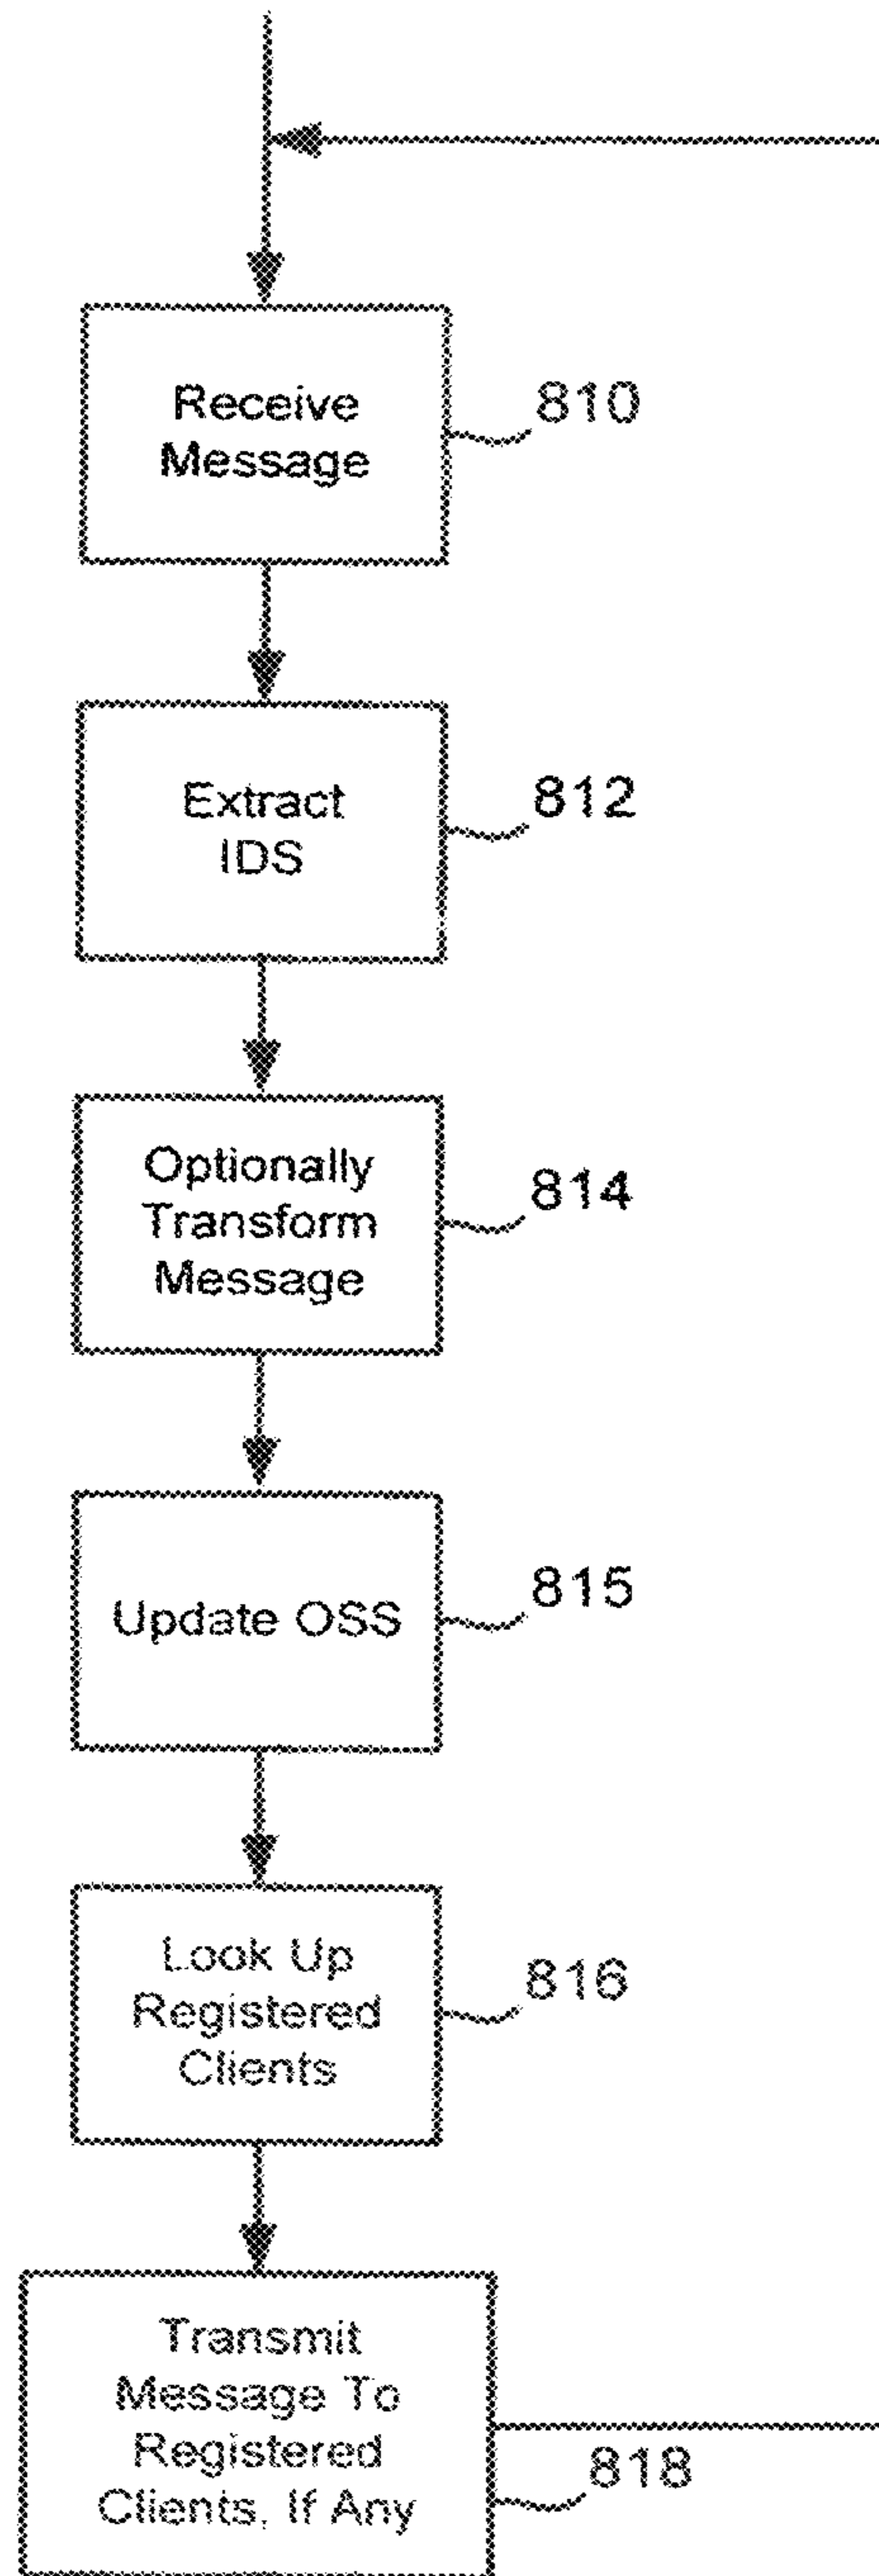 Receive
Message
810
Extract
IDS
812
Optionally
Transform
Message
814
Update OSS
815
Look Up
Registered
Clients
816
Transmit
Message To
Registered
Clients, If Any
818